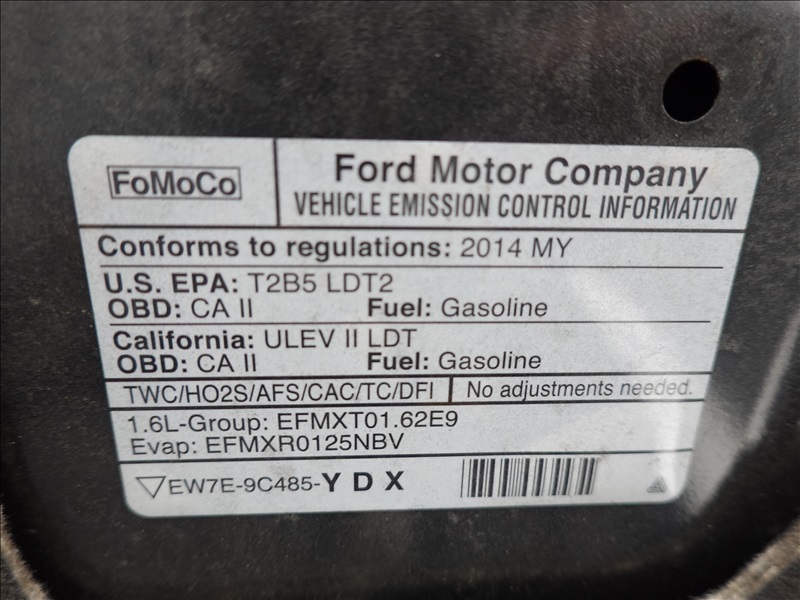 FoMoCo
Ford Motor Company
VEHICLE EMISSION CONTROL INFORMATION
Conforms to regulations: 2014 MY
U.S. EPA: T2B5 LDT2
OBD: CA II Fuel: Gasoline
California: ULEV II LDT
OBD: CA II Fuel: Gasoline
TWC/HO2S/AFS/CAC/TC/DFI No adjustments needed.
1.6L-Group: EFMXT01.62E9
Evap: EFMXR0125NBV
EW7E-9C485-Y D X